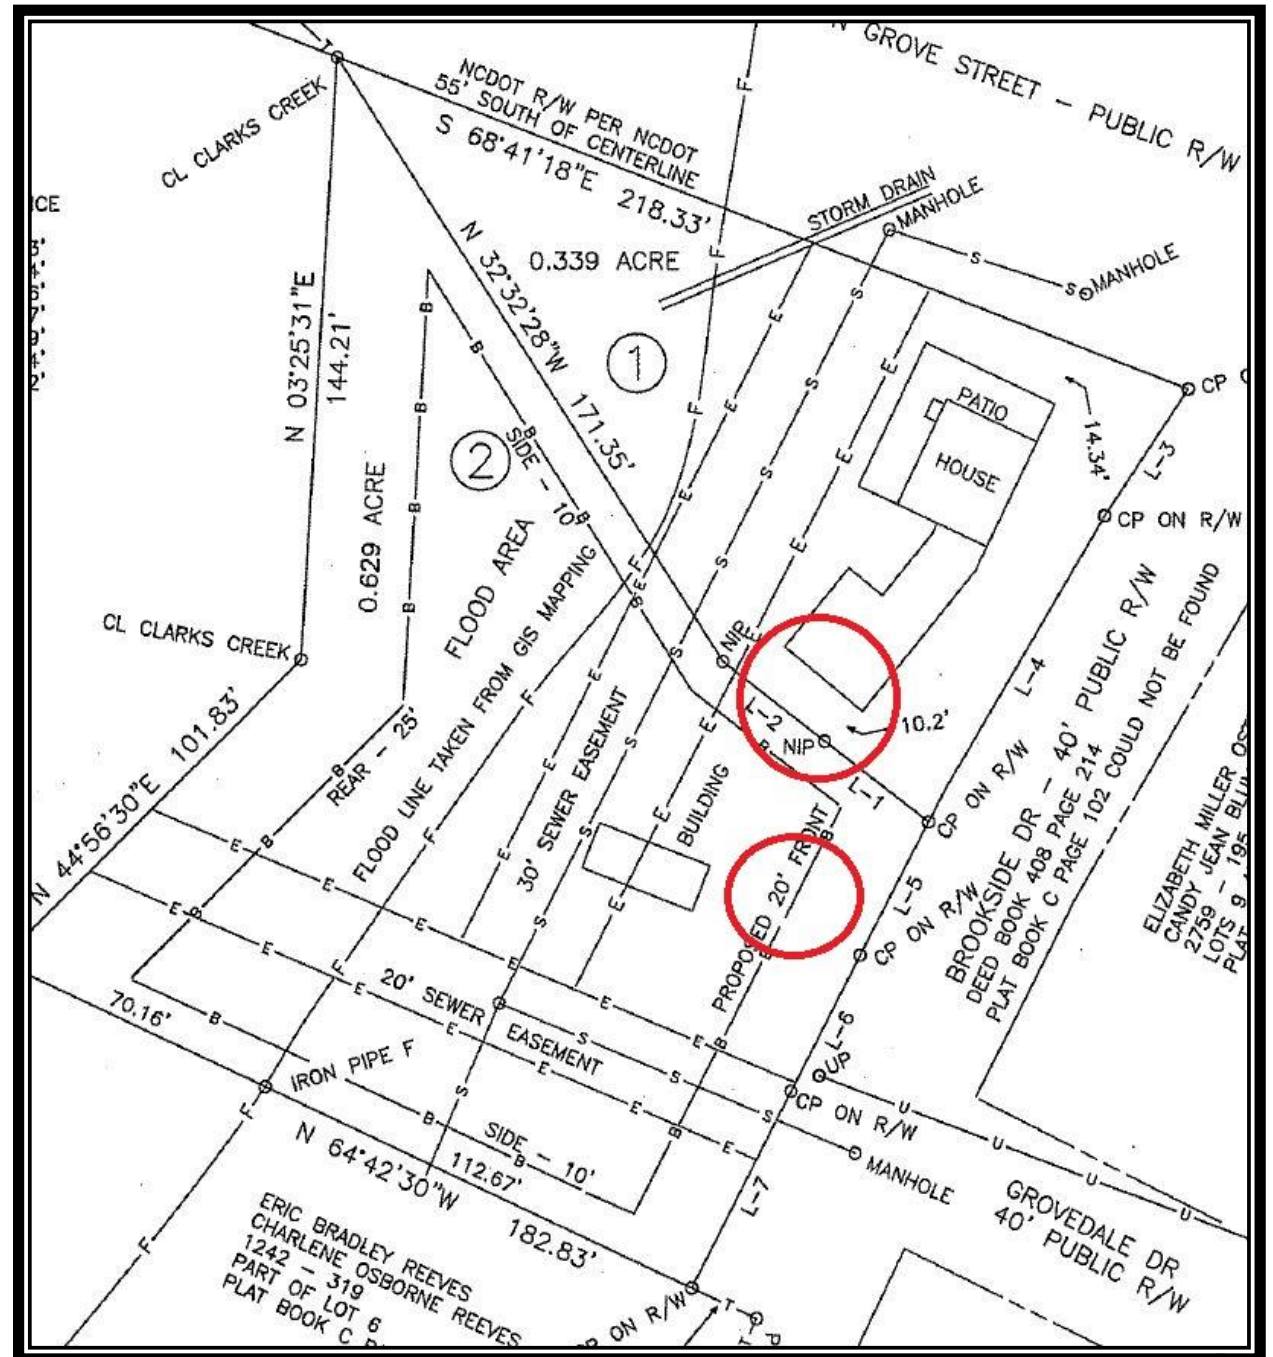 N GROVE STREET - PUBLIC R/W
NCDOT R/W PER NCDOT
55' SOUTH OF CENTERLINE
S 68°41'18"E 218.33'
CL CLARKS CREEK
STORM DRAIN
MANHOLE
MANHOLE
ICE
3'
4'
9'
4'
2'
N 03°25'31"E
144.21'
N 32°32'28"W 171.35'
0.339 ACRE
1
2
SIDE - 10'
0.629 ACRE
FLOOD AREA
PATIO
HOUSE
14.34'
CP
L-3
CP ON R/W
CL CLARKS CREEK
FLOOD LINE TAKEN FROM GIS MAPPING
NIP
L-2
NIP
10.2'
L-1
L-4
CP ON R/W
BROOKSIDE DR - 40' PUBLIC R/W
DEED BOOK 408 PAGE 214
PLAT BOOK C PAGE 102 COULD NOT BE FOUND
ELIZABETH MILLER
CANDY JEAN
2759 - 195
LOTS 9
PLAT
N 44°56'30"E 101.83'
REAR - 25'
30' SEWER EASEMENT
BUILDING
PROPOSED 20' FRONT
L-5
CP ON R/W
L-6
20' SEWER
EASEMENT
70.16'
IRON PIPE F
UP
CP ON R/W
MANHOLE
SIDE - 10'
N 64°42'30"W
112.67'
182.83'
L-7
GROVEDALE DR
40' PUBLIC R/W
ERIC BRADLEY REEVES
CHARLENE OSBORNE REEVES
1242 - 319
PART OF LOT 6
PLAT BOOK C
ON R/W